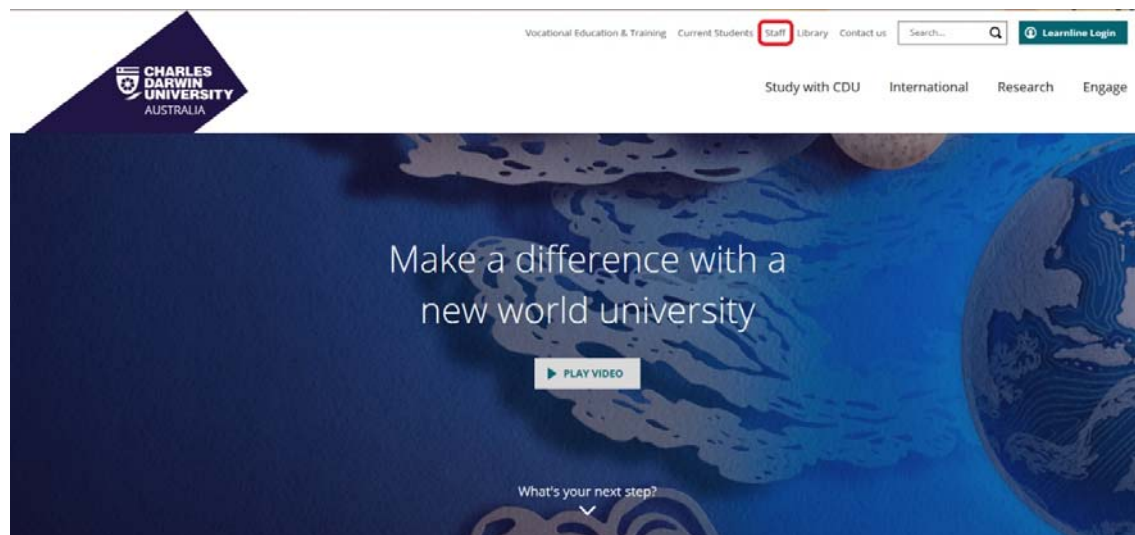 Vocational Education & Training Current Students Staff Library Contact us Search... Learnline Login
CHARLES
DARWIN
UNIVERSITY
AUSTRALIA
Study with CDU International Research Engage
Make a difference with a
new world university
PLAY VIDEO
What's your next step?